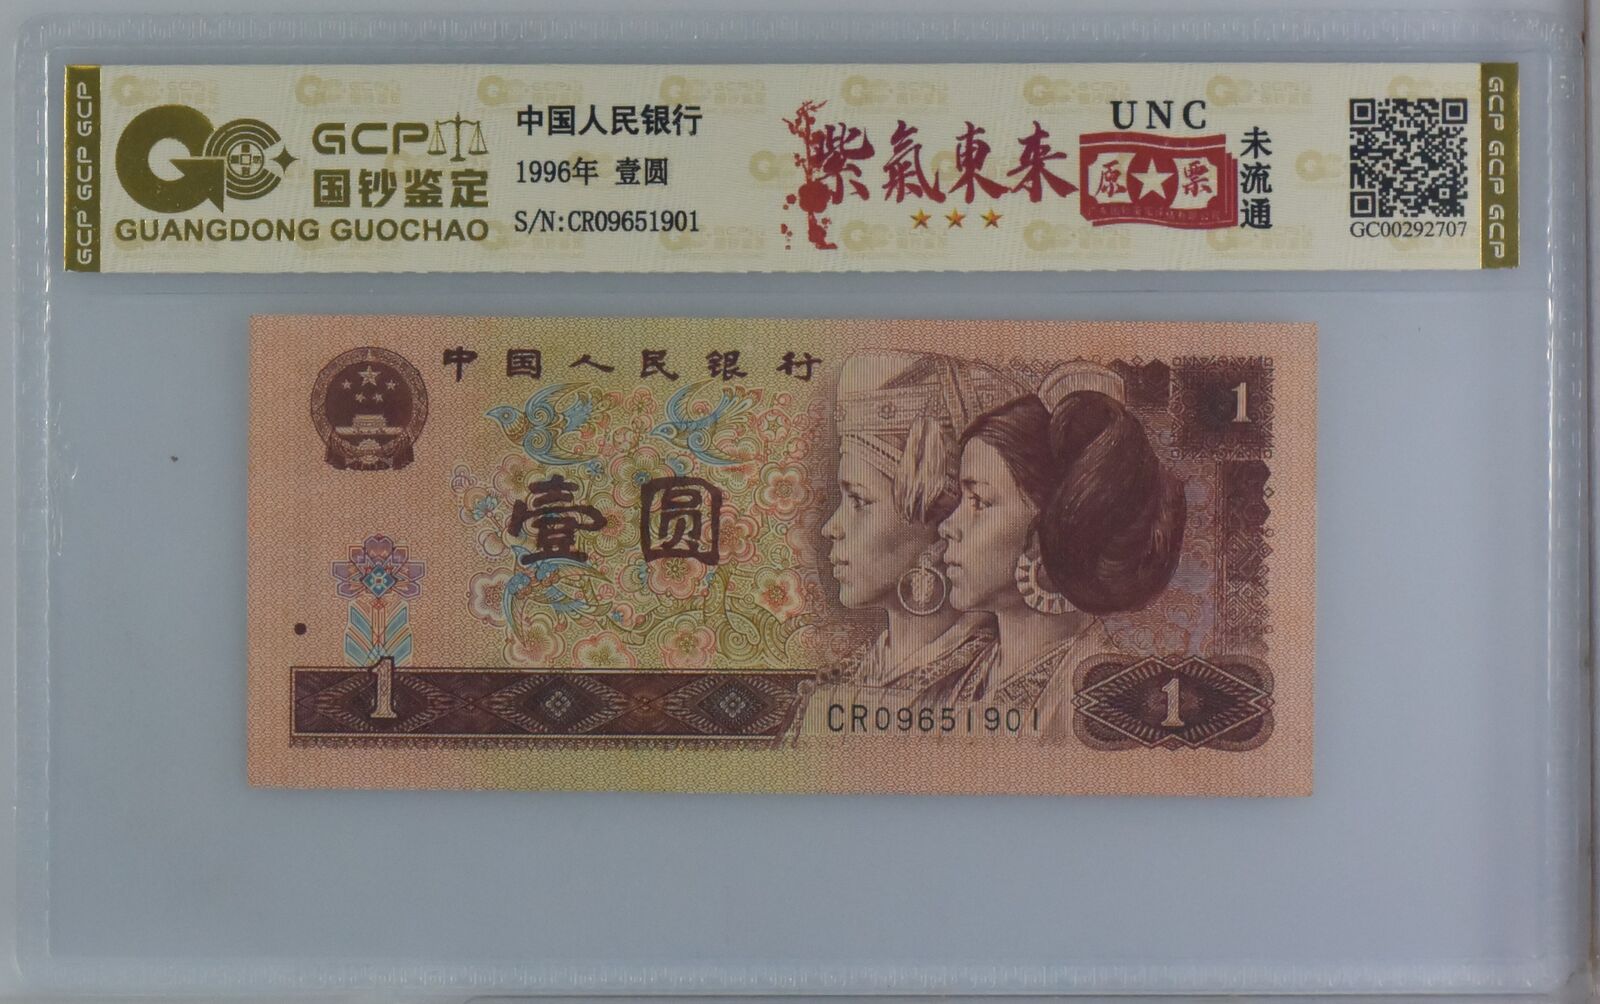 GCP GCP GCP
GCP
国钞鉴定
GUANGDONG GUOCHAO
中国人民银行
1996年 壹圆
S/N:CR09651901
紫氣東来
UNC
原★票
未流通
GC00292707
GCP GCP GCP
中国人民银行
1
壹圆
1
CR09651901
1